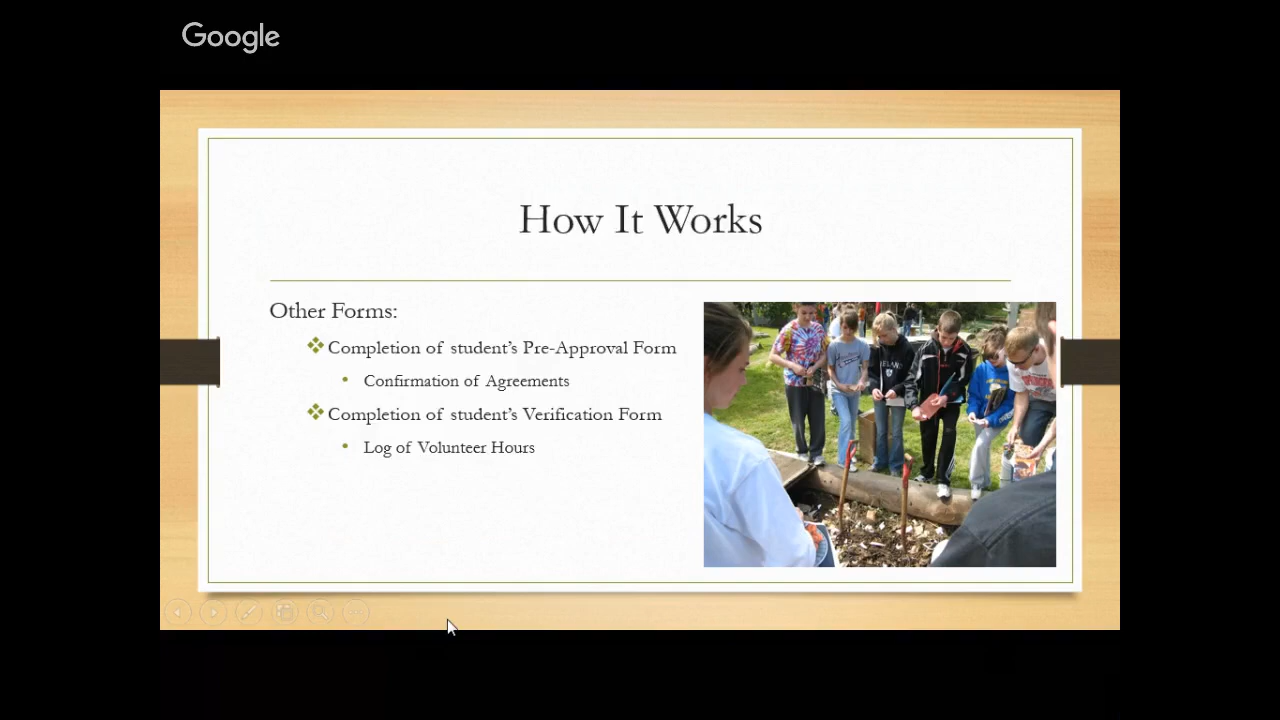 Google
How It Works
Other Forms:
Completion of student's Pre-Approval Form
Confirmation of Agreements
Completion of student's Verification Form
Log of Volunteer Hours